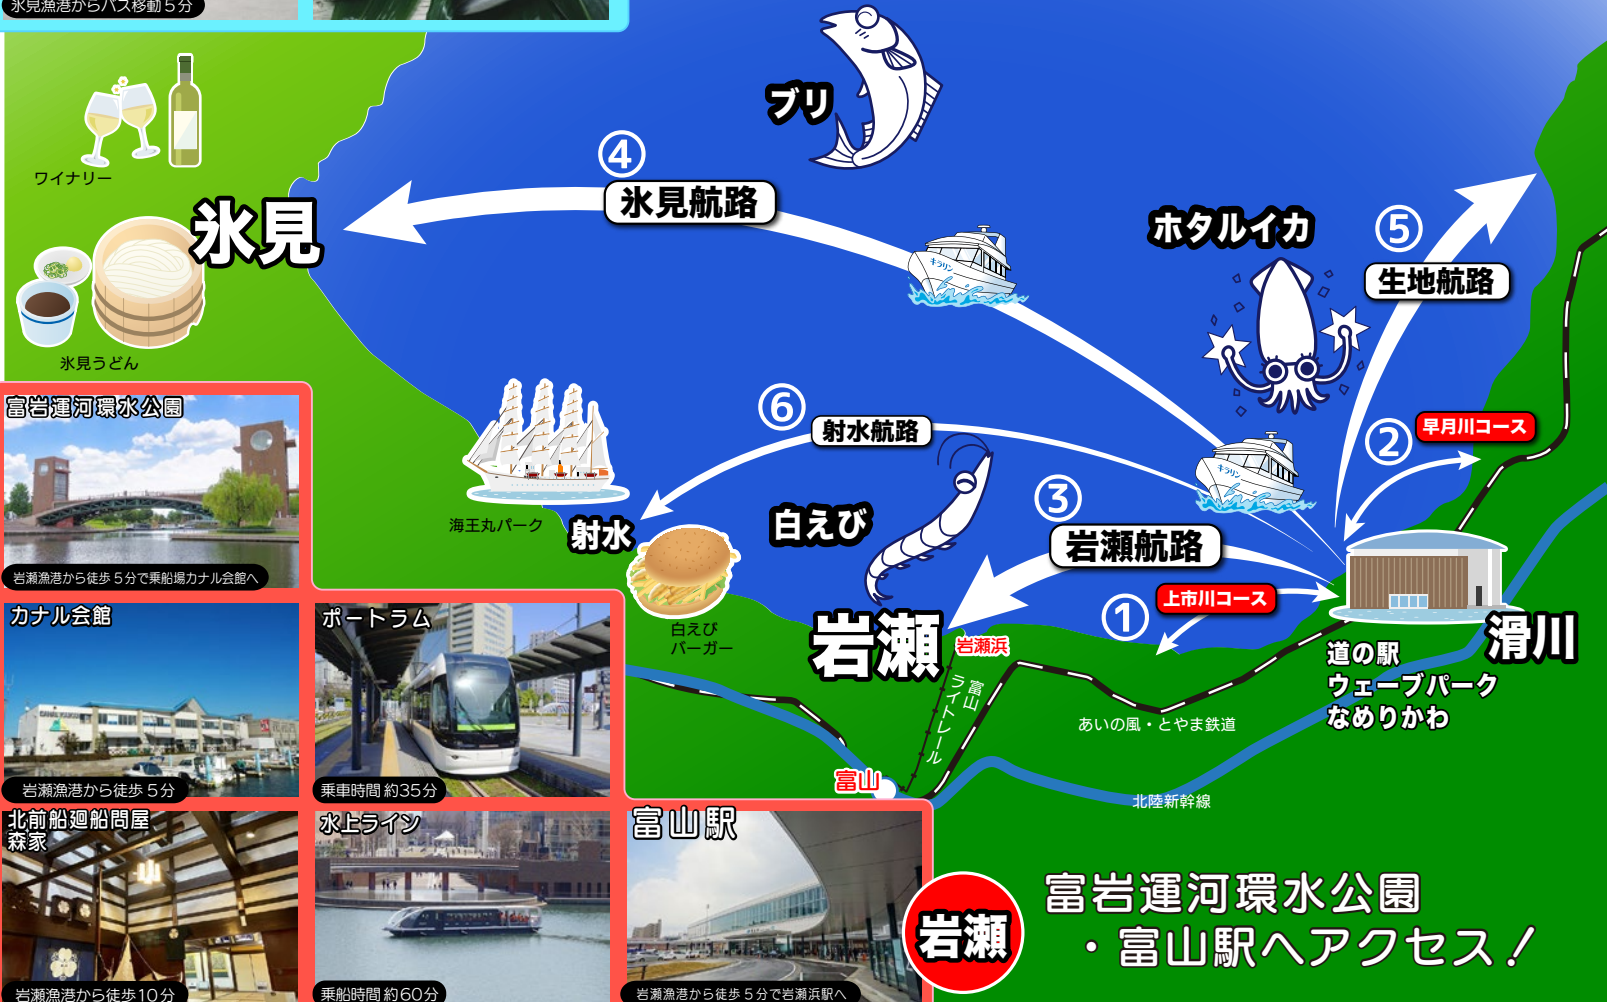 氷見漁港からバス移動5分
ブリ
④
氷見航路
ワイナリー
氷見
氷見うどん
ホタルイカ
⑤
生地航路
キラリン
⑥
射水航路
②
早月川コース
キラリン
海王丸パーク
射水
白えび
③
岩瀬航路
①
上市川コース
白えび
バーガー
岩瀬
岩瀬浜
滑川
道の駅
ウェーブパーク
なめりかわ
富山
ライトレール
あいの風・とやま鉄道
富山
北陸新幹線
富岩運河環水公園
岩瀬漁港から徒歩5分で乗船場カナル会館へ
カナル会館
岩瀬漁港から徒歩5分
ポートラム
乗車時間 約35分
北前船廻船問屋
森家
岩瀬漁港から徒歩10分
水上ライン
乗船時間 約60分
富山駅
岩瀬漁港から徒歩5分で岩瀬浜駅へ
岩瀬
富岩運河環水公園
・富山駅へアクセス！